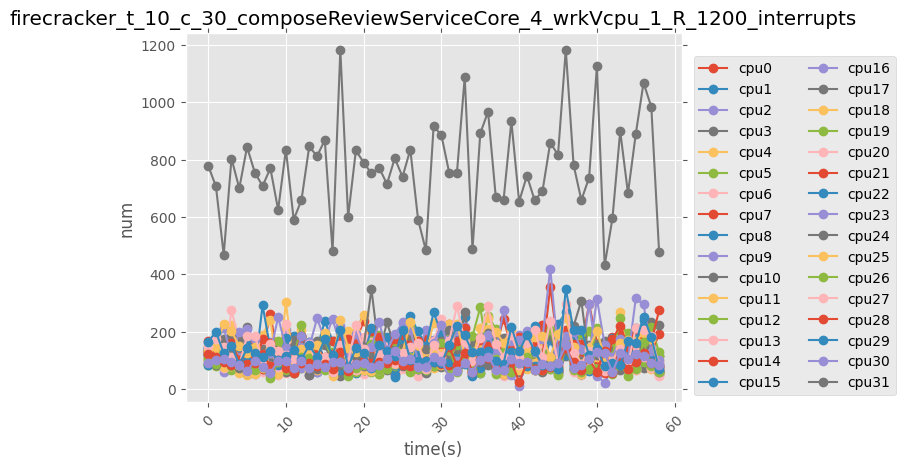 firecracker_t_10_c_30_composeReviewServiceCore_4_wrkVcpu_1_R_1200_interrupts
num
1200
1000
800
600
400
200
0
0
10
20
30
40
50
60
time(s)
cpu0
cpu1
cpu2
cpu3
cpu4
cpu5
cpu6
cpu7
cpu8
cpu9
cpu10
cpu11
cpu12
cpu13
cpu14
cpu15
cpu16
cpu17
cpu18
cpu19
cpu20
cpu21
cpu22
cpu23
cpu24
cpu25
cpu26
cpu27
cpu28
cpu29
cpu30
cpu31